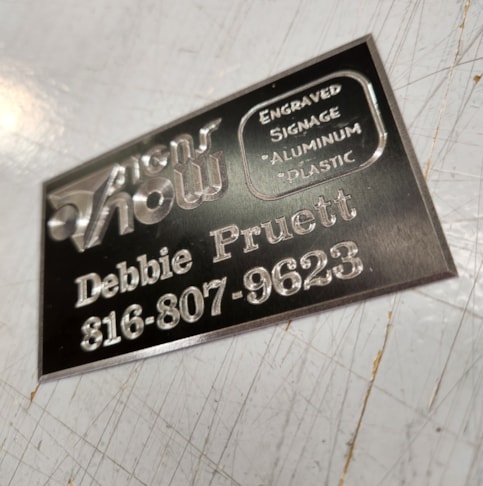 Signs
Now
ENGRAVED
SIGNAGE
*ALUMINUM
*PLASTIC
Debbie Pruett
816-807-9623